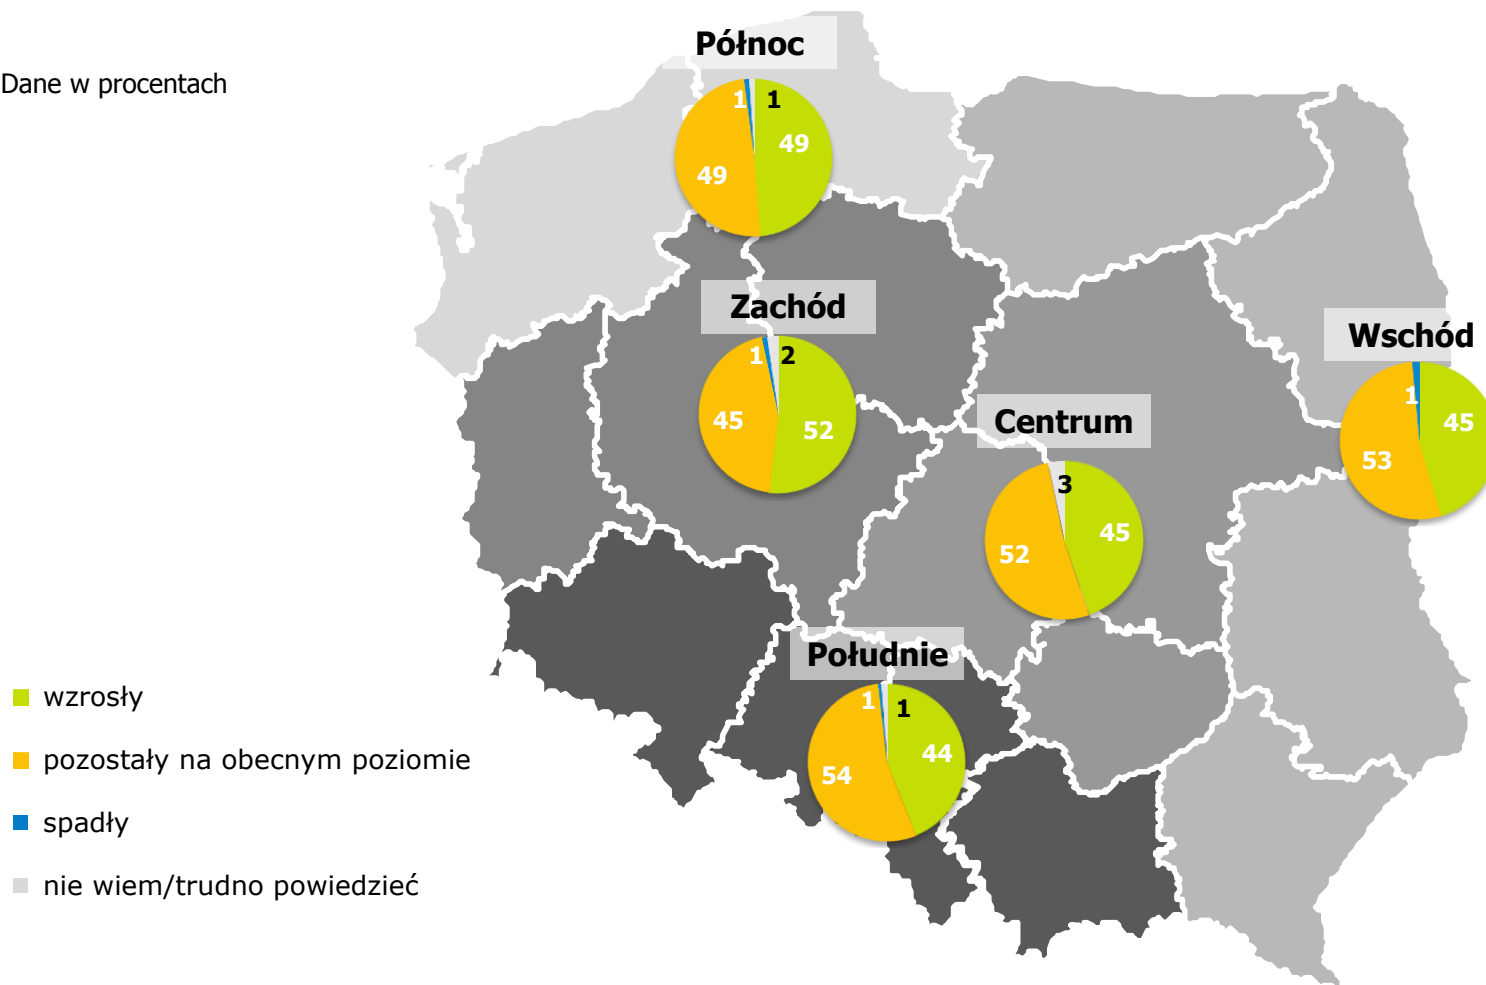 Północ
Dane w procentach
1 1
49
49
Zachód
1 2
45 52
Wschód
1
45
53
Centrum
3
45
52
Południe
1 1
44
54
wzrosły
pozostały na obecnym poziomie
spadły
nie wiem/trudno powiedzieć